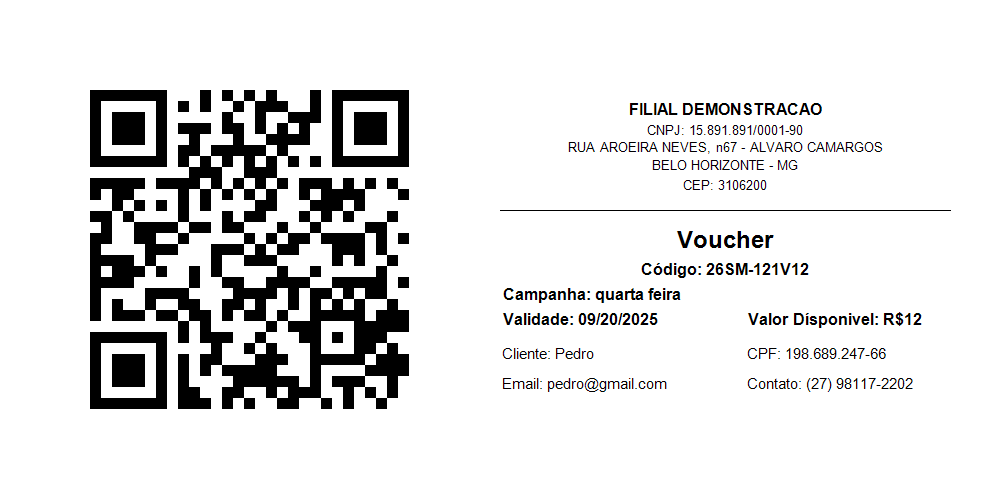 FILIAL DEMONSTRACAO
CNPJ: 15.891.891/0001-90
RUA AROEIRA NEVES, n67 - ALVARO CAMARGOS
BELO HORIZONTE - MG
CEP: 3106200
Voucher
Código: 26SM-121V12
Campanha: quarta feira
Validade: 09/20/2025 Valor Dísponivel: R$12
Cliente: Pedro CPF: 198.689.247-66
Email: pedro@gmail.com Contato: (27) 98117-2202